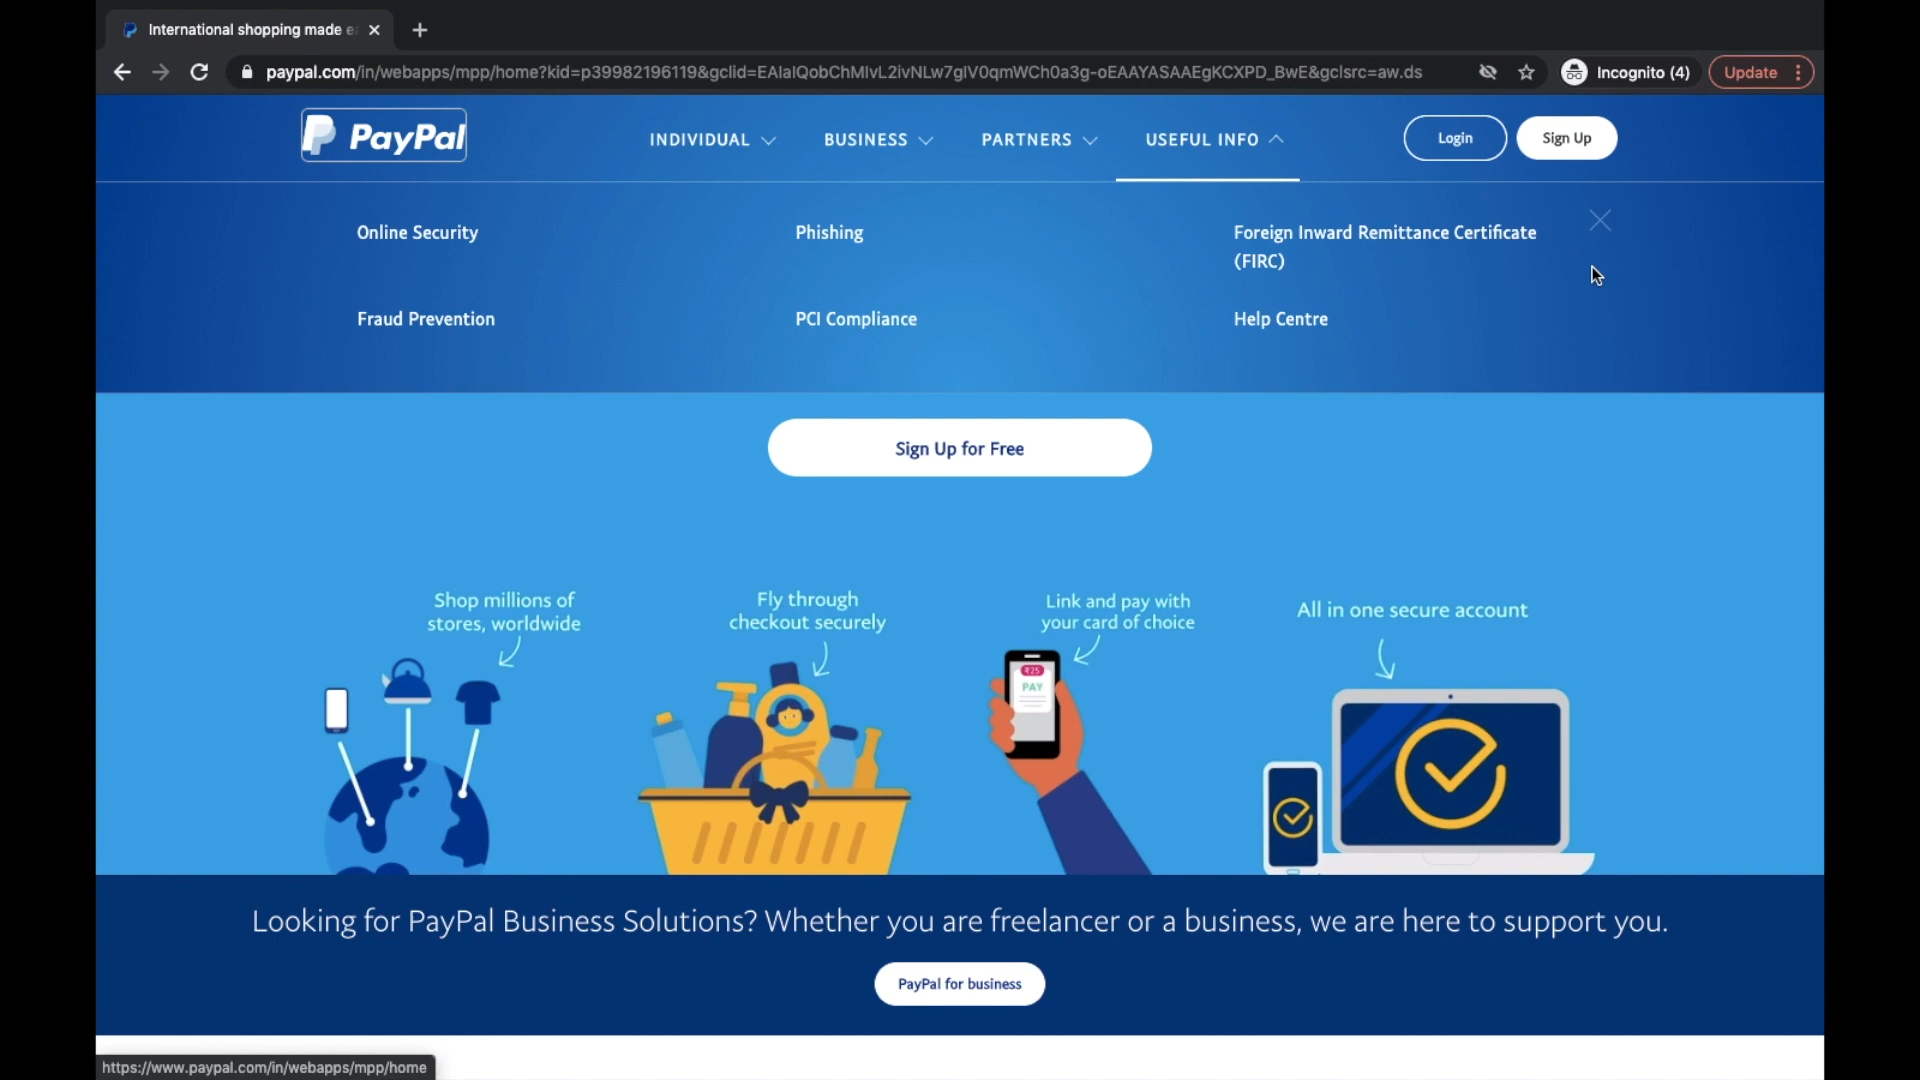 International shopping made e
paypal.com/in/webapps/mpp/home?kid=p39982196119&gclid=EAIaIQobChMIvL2ivNLw7gIV0qmWCh0a3g-oEAAYASAAEgKCXPD_BwE&gclsrc=aw.ds
Incognito (4)
Update
PayPal
INDIVIDUAL
BUSINESS
PARTNERS
USEFUL INFO
Login
Sign Up
Online Security
Phishing
Foreign Inward Remittance Certificate
(FIRC)
Fraud Prevention
PCI Compliance
Help Centre
Sign Up for Free
Shop millions of
stores, worldwide
Fly through
checkout securely
Link and pay with
your card of choice
All in one secure account
₹25
PAY
Looking for PayPal Business Solutions? Whether you are freelancer or a business, we are here to support you.
PayPal for business
https://www.paypal.com/in/webapps/mpp/home